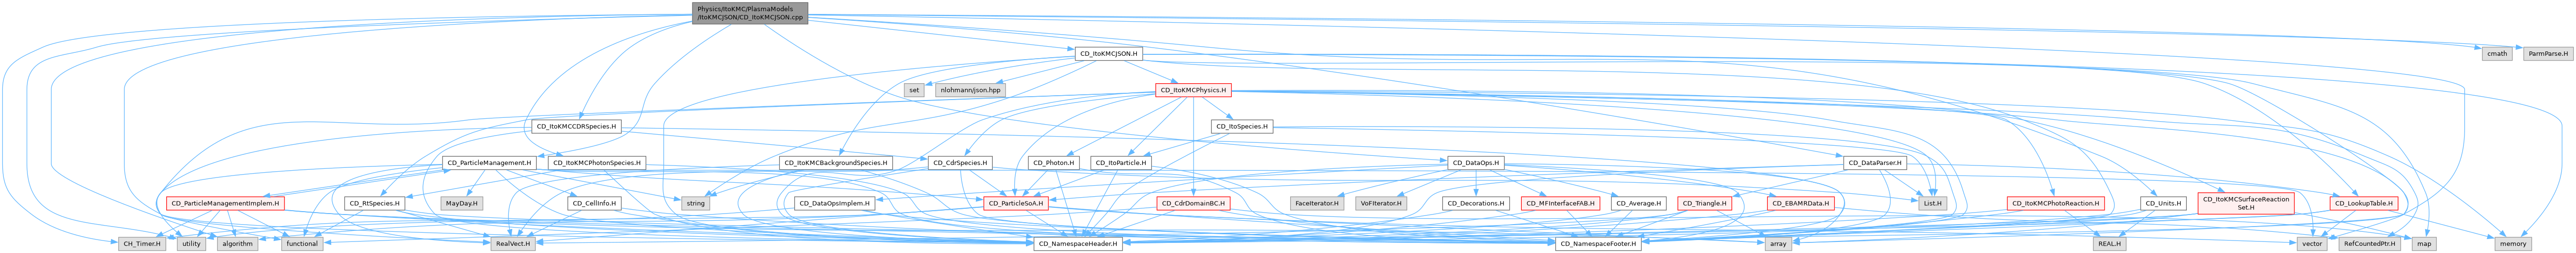 Physics/ItoKMC/PlasmaModels
/ItoKMCJSON/CD_ItoKMCJSON.cpp
CD_ItoKMCJSON.H
cmath
ParmParse.H
set
nlohmann/json.hpp
CD_ItoKMCPhysics.H
CD_ItoKMCCDRSpecies.H
CD_ItoSpecies.H
CD_ParticleManagement.H
CD_ItoKMCPhotonSpecies.H
CD_ItoKMCBackgroundSpecies.H
CD_CdrSpecies.H
CD_Photon.H
CD_ItoParticle.H
CD_DataOps.H
CD_DataParser.H
CD_ParticleManagementImplem.H
CD_RtSpecies.H
MayDay.H
CD_CellInfo.H
string
CD_DataOpsImplem.H
CD_ParticleSoA.H
CD_CdrDomainBC.H
FaceIterator.H
VoFIterator.H
CD_Decorations.H
CD_MFInterfaceFAB.H
CD_Average.H
CD_Triangle.H
CD_EBAMRData.H
List.H
CD_ItoKMCPhotoReaction.H
CD_Units.H
CD_ItoKMCSurfaceReaction
Set.H
CD_LookupTable.H
CH_Timer.H
utility
algorithm
functional
RealVect.H
CD_NamespaceHeader.H
CD_NamespaceFooter.H
array
REAL.H
vector
RefCountedPtr.H
map
memory